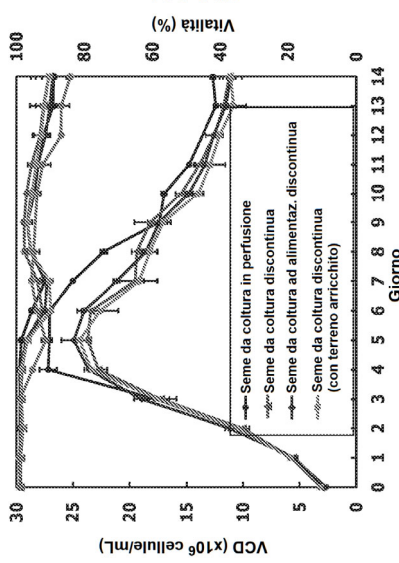 Vitalità (%)
100 80 60 40 20 0
30 25 20 15 10 5 0
VCD (x10⁶ cellule/mL)
Seme da coltura in perfusione
Seme da coltura discontinua
Seme da coltura ad alimentaz. discontinua
Seme da coltura discontinua
(con terreno arricchito)
0 1 2 3 4 5 6 7 8 9 10 11 12 13 14
Giorno